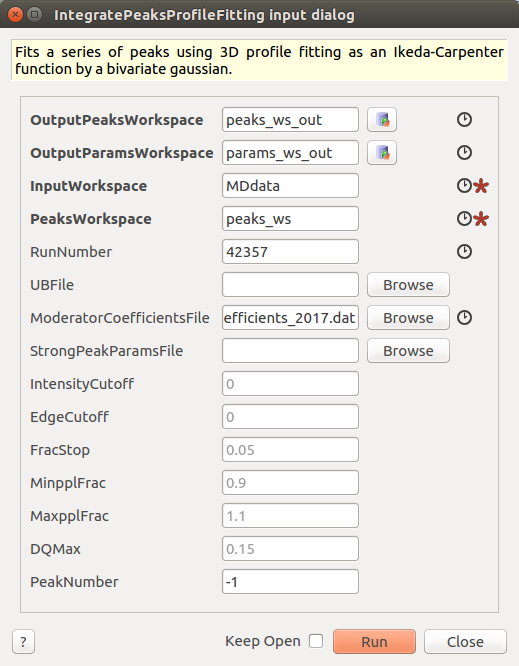 IntegratePeaksProfileFitting input dialog
Fits a series of peaks using 3D profile fitting as an Ikeda-Carpenter
function by a bivariate gaussian.
OutputPeaksWorkspace peaks_ws_out
OutputParamsWorkspace params_ws_out
InputWorkspace MDdata
PeaksWorkspace peaks_ws
RunNumber 42357
UBFile Browse
ModeratorCoefficientsFile efficients_2017.dat Browse
StrongPeakParamsFile Browse
IntensityCutoff 0
EdgeCutoff 0
FracStop 0.05
MinpplFrac 0.9
MaxpplFrac 1.1
DQMax 0.15
PeakNumber -1
? Keep Open Run Close